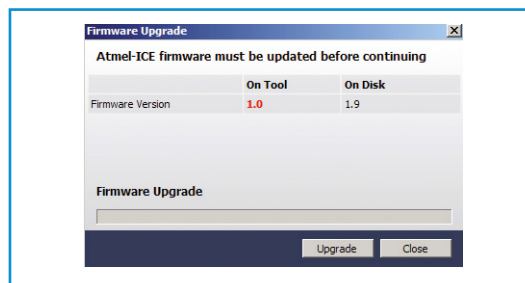 Firmware Upgrade
Atmel-ICE firmware must be updated before continuing
On Tool On Disk
Firmware Version 1.0 1.9
Firmware Upgrade
Upgrade Close